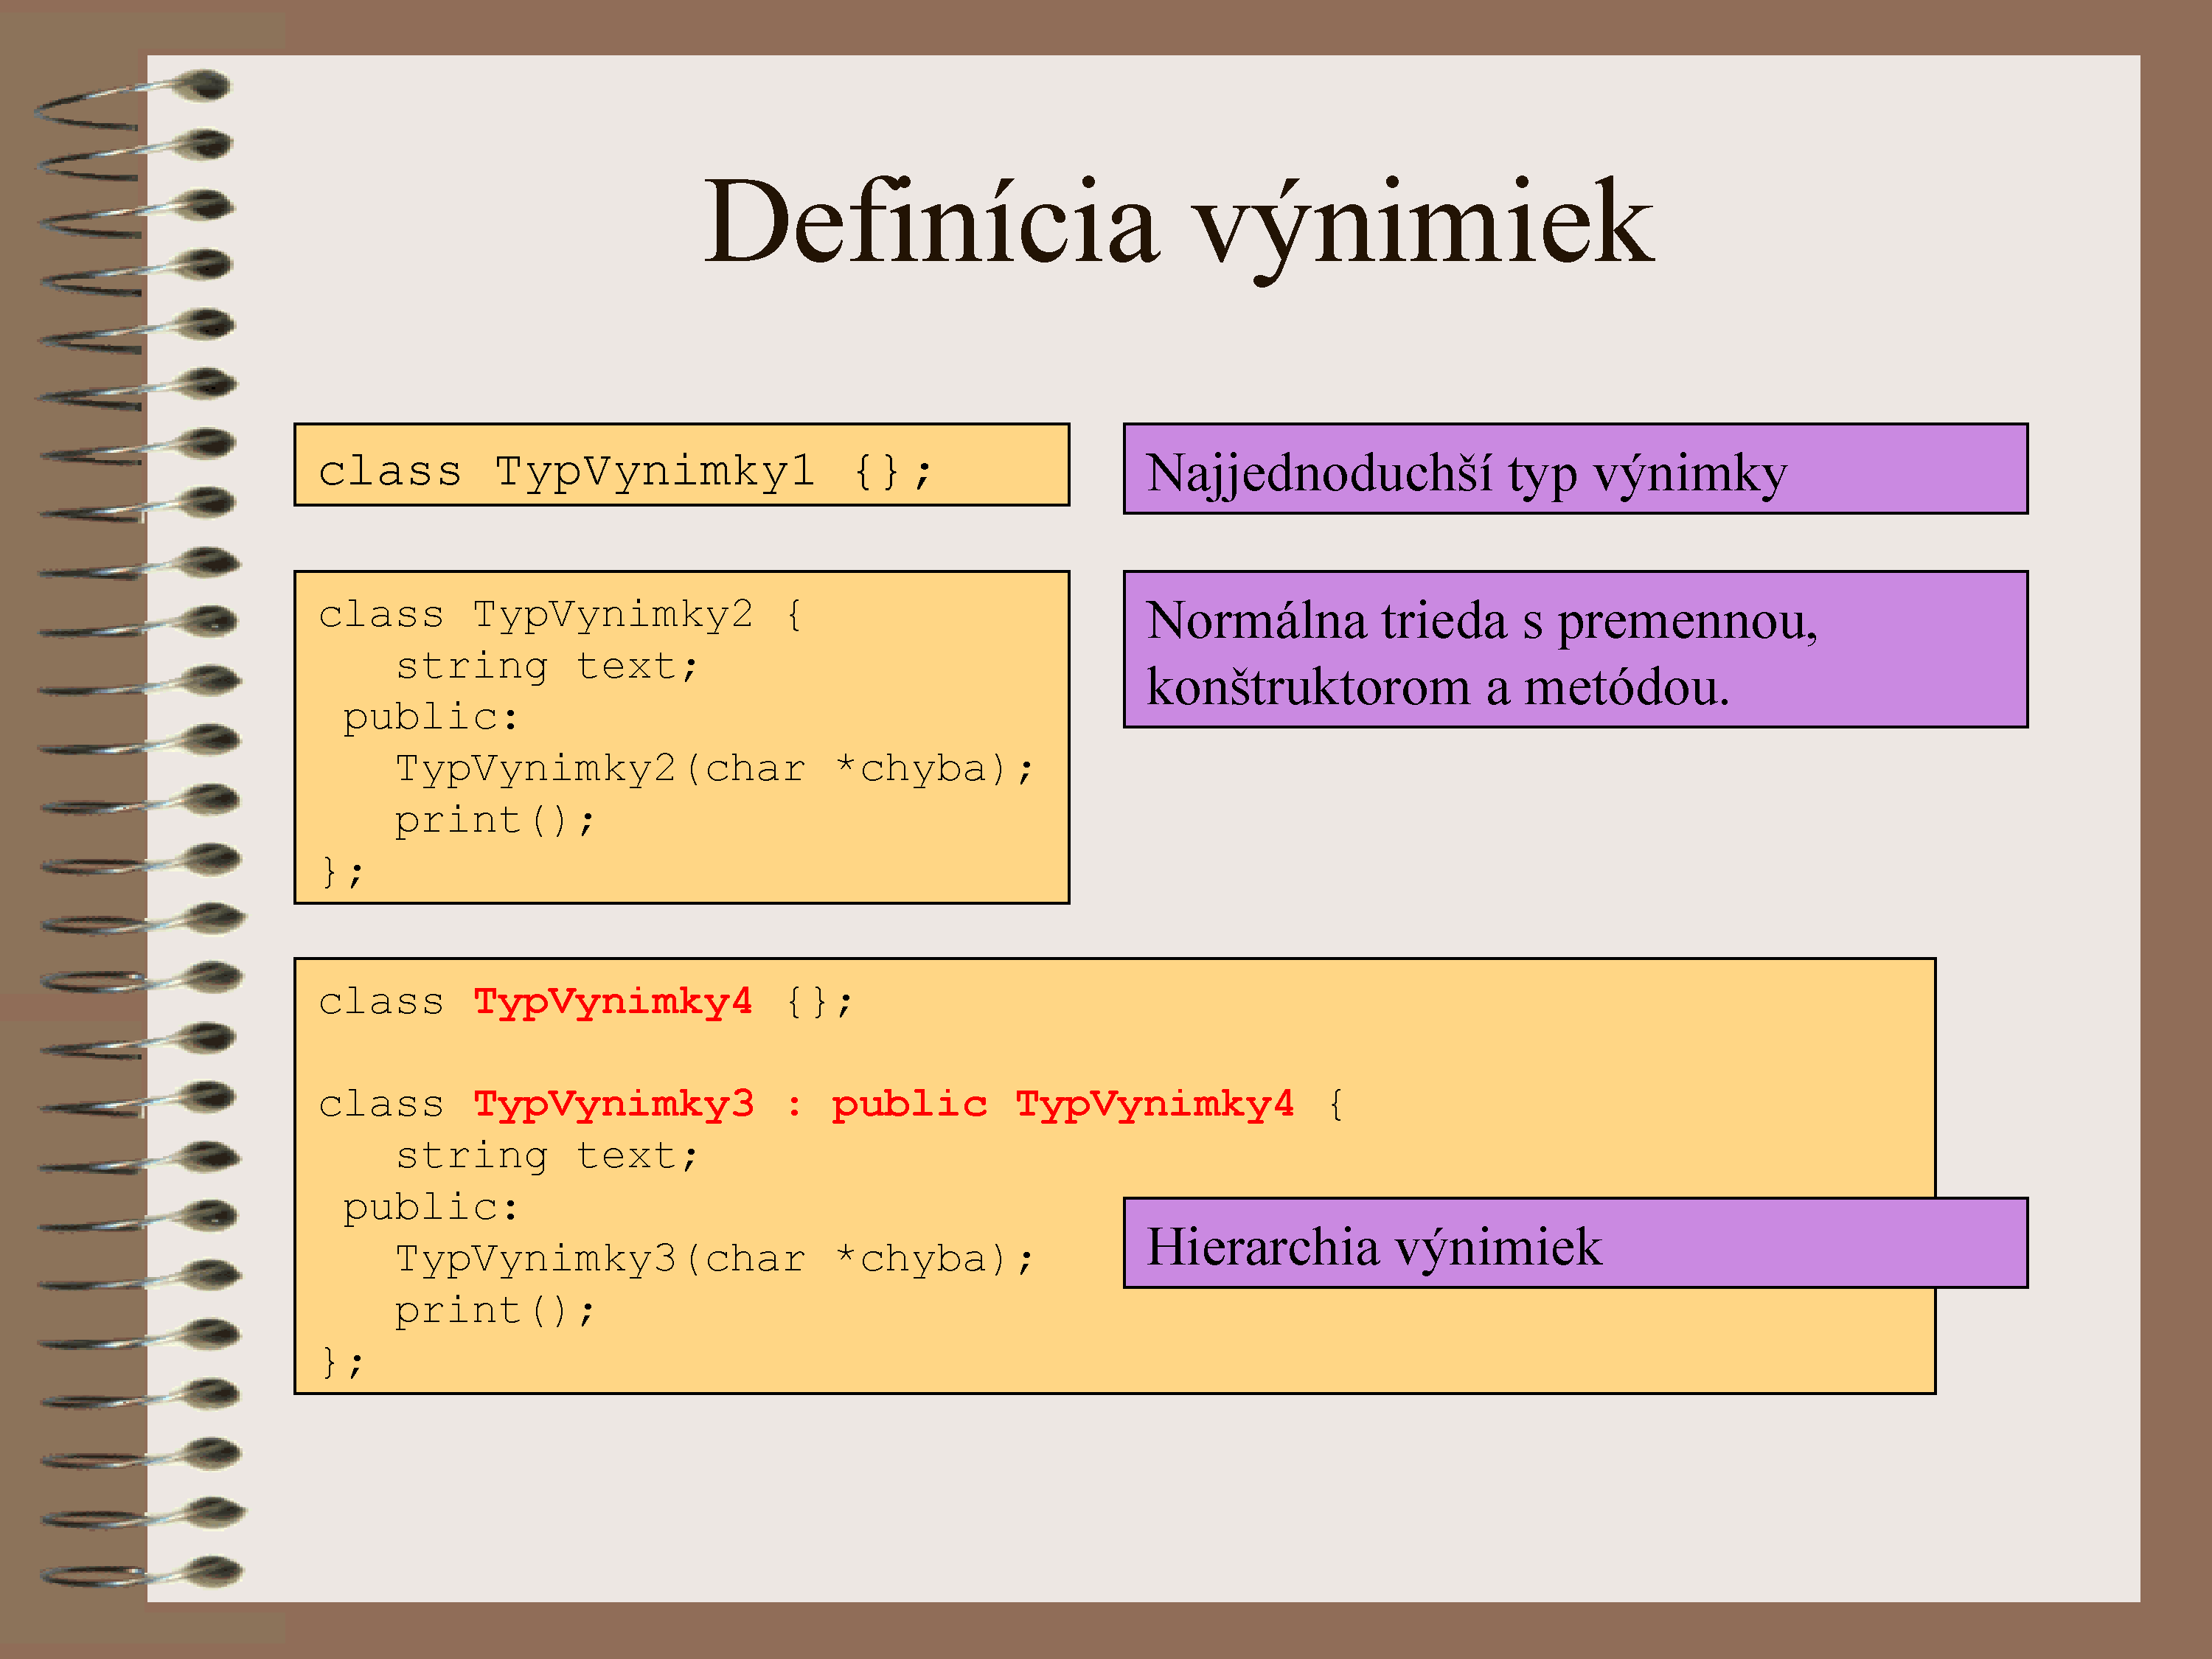 Definícia výnimiek
class TypVynimky1 {};
Najjednoduchší typ výnimky
class TypVynimky2 {
string text;
public:
TypVynimky2(char *chyba);
print();
};
Normálna trieda s premennou,
konštruktorom a metódou.
class TypVynimky4 {};
class TypVynimky3 : public TypVynimky4 {
string text;
public:
TypVynimky3(char *chyba);
print();
};
Hierarchia výnimiek